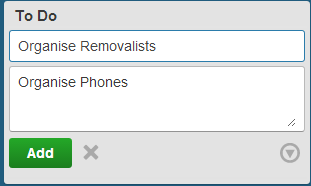 To Do
Organise Removalists
Organise Phones
Add